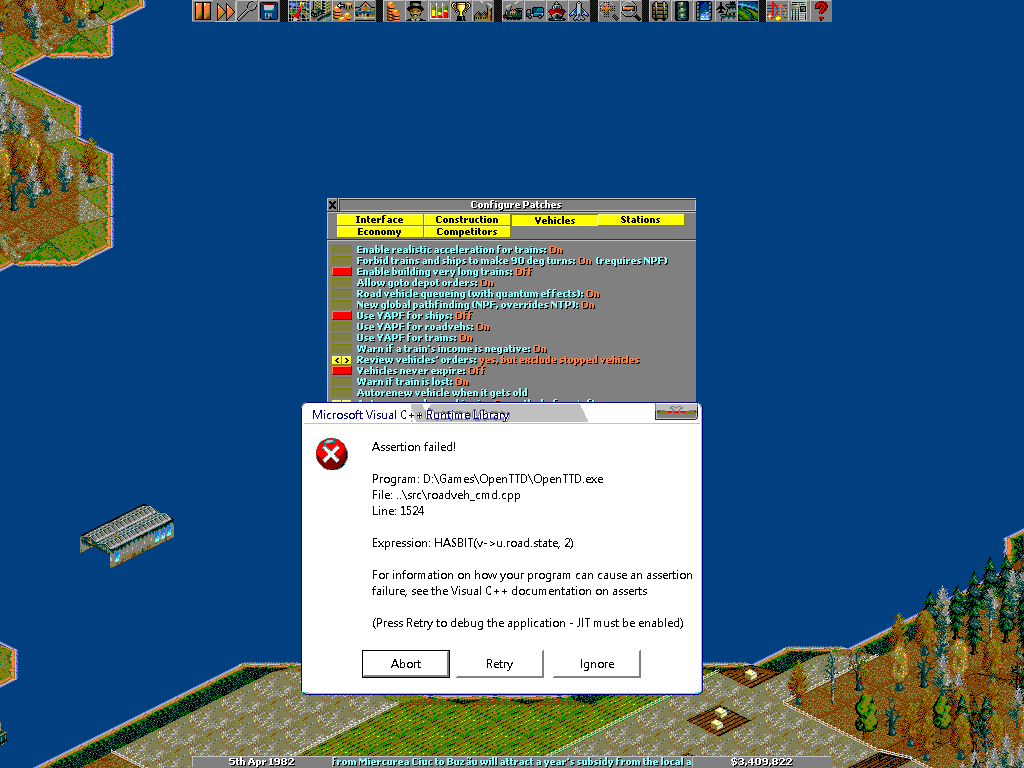 Configure Patches
Interface Construction Vehicles Stations
Economy Competitors
Enable realistic acceleration for trains: On
Forbid trains and ships to make 90 deg turns: On (requires NPF)
Enable building very long trains: Off
Allow goto depot orders: On
Road vehicle queueing (with quantum effects): On
New global pathfinding (NPF, overrides NTP): On
Use YAPF for ships: Off
Use YAPF for roadvehs: On
Use YAPF for trains: On
Warn if a train's income is negative: On
Review vehicles' orders: yes, but exclude stopped vehicles
Vehicles never expire: Off
Warn if train is lost: On
Autorenew vehicle when it gets old
Microsoft Visual C++ Runtime Library
Assertion failed!
Program: D:\Games\OpenTTD\OpenTTD.exe
File: ..\src\roadveh_cmd.cpp
Line: 1524
Expression: HASBIT(v->u.road.state, 2)
For information on how your program can cause an assertion
failure, see the Visual C++ documentation on asserts
(Press Retry to debug the application - JIT must be enabled)
Abort Retry Ignore
5th Apr 1982 from Miercurea Ciuc to Buzău will attract a year's subsidy from the local a $3,409,822